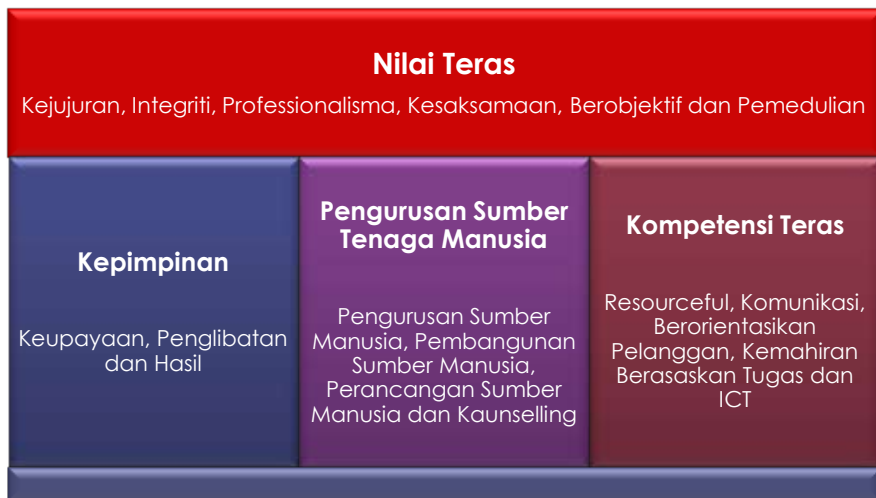 Nilai Teras
Kejujuran, Integriti, Professionalisma, Kesaksamaan, Berobjektif dan Pemedulian
Kepimpinan
Keupayaan, Penglibatan
dan Hasil
Pengurusan Sumber
Tenaga Manusia
Pengurusan Sumber
Manusia, Pembangunan
Sumber Manusia,
Perancangan Sumber
Manusia dan Kaunselling
Kompetensi Teras
Resourceful, Komunikasi,
Berorientasikan
Pelanggan, Kemahiran
Berasaskan Tugas dan
ICT